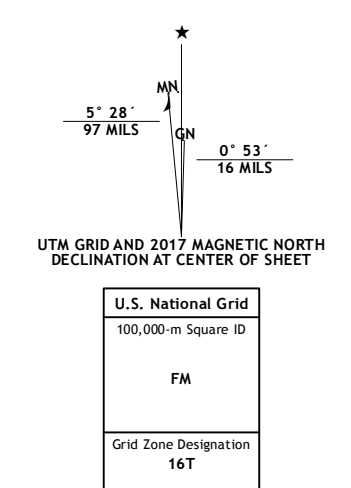 ★
MN
5° 28´
97 MILS
GN
0° 53´
16 MILS
UTM GRID AND 2017 MAGNETIC NORTH
DECLINATION AT CENTER OF SHEET
U.S. National Grid
100,000-m Square ID
FM
Grid Zone Designation
16T